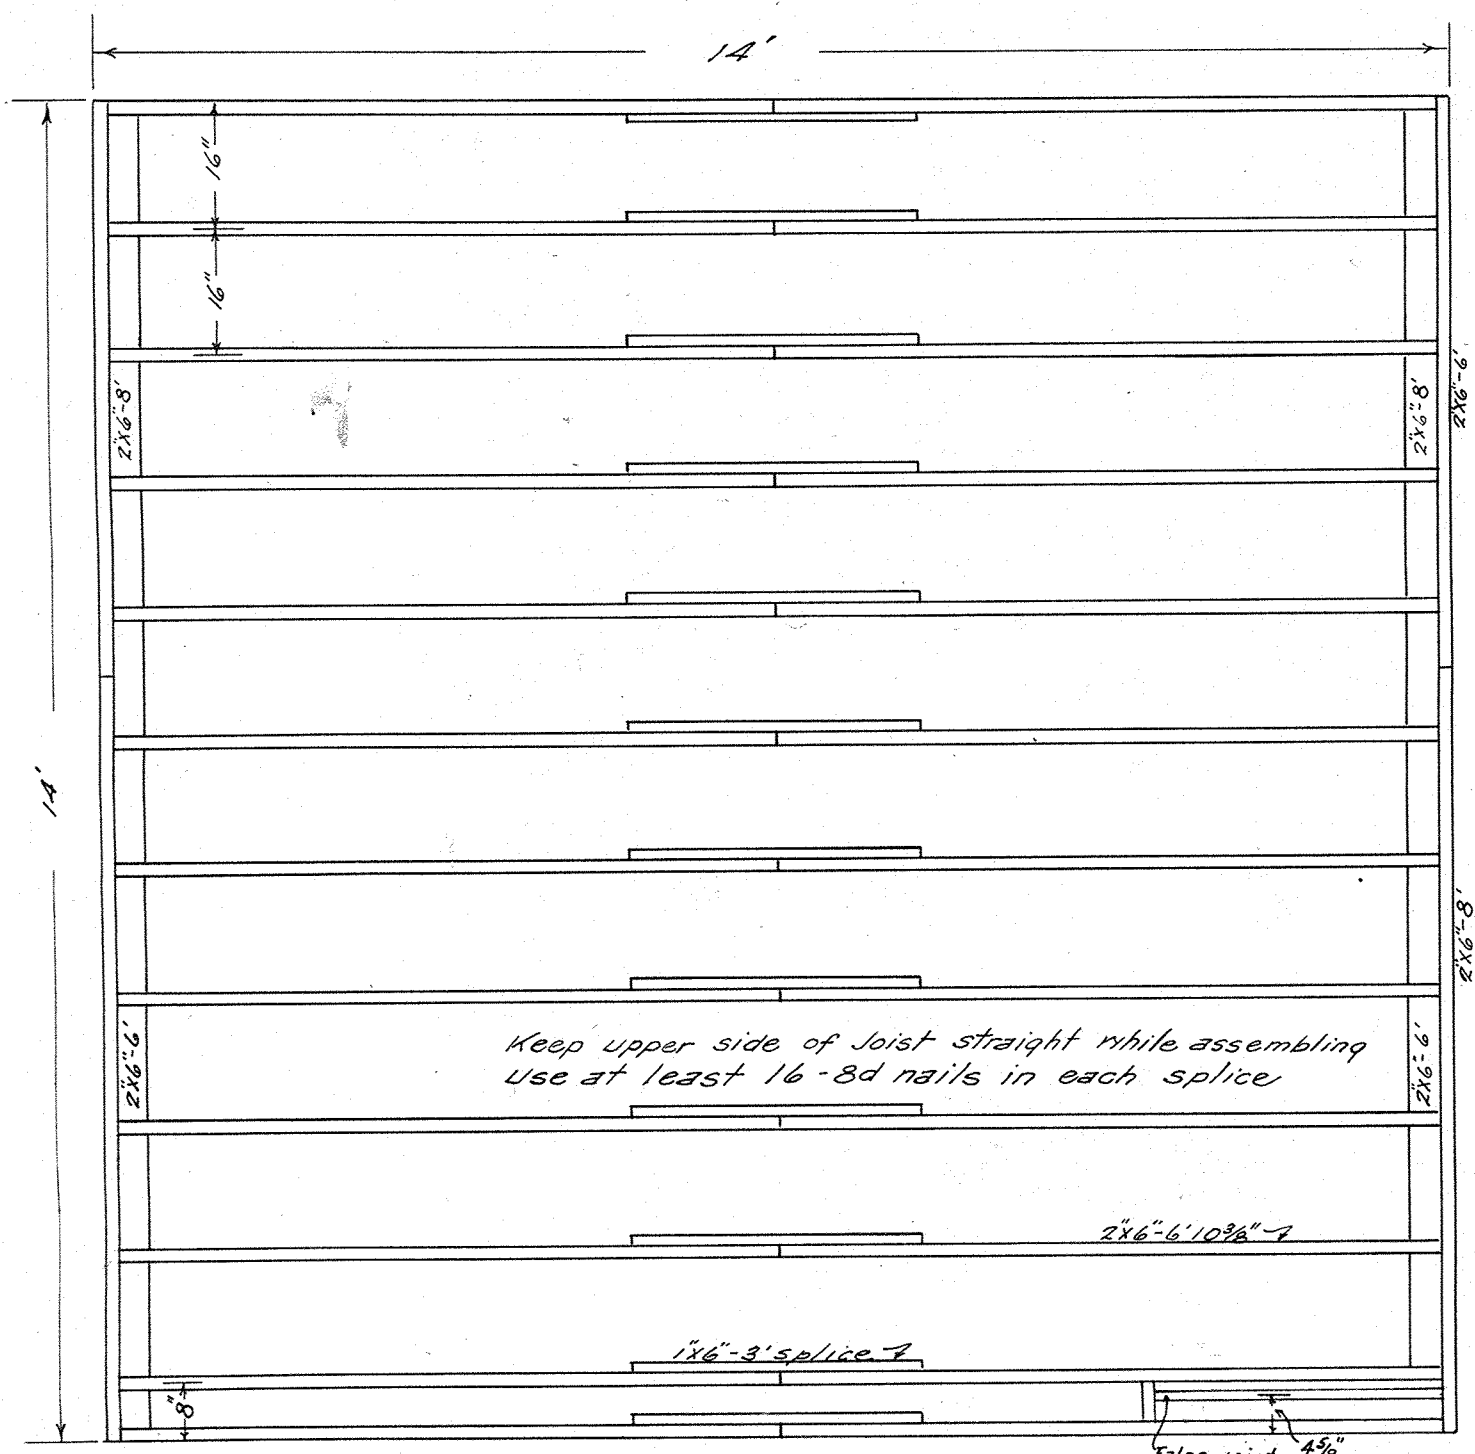 14'
16"
16"
2"x6"-8'
2"x6"-8'
2"x6"-6'
14'
2"x6"-8'
2"x6"-6'
2"x6"-6'
Keep upper side of Joist straight while assembling
use at least 16-8d nails in each splice
2"x6"-6'10⅜"
1"x6"-3' splice
8"
4⅝"